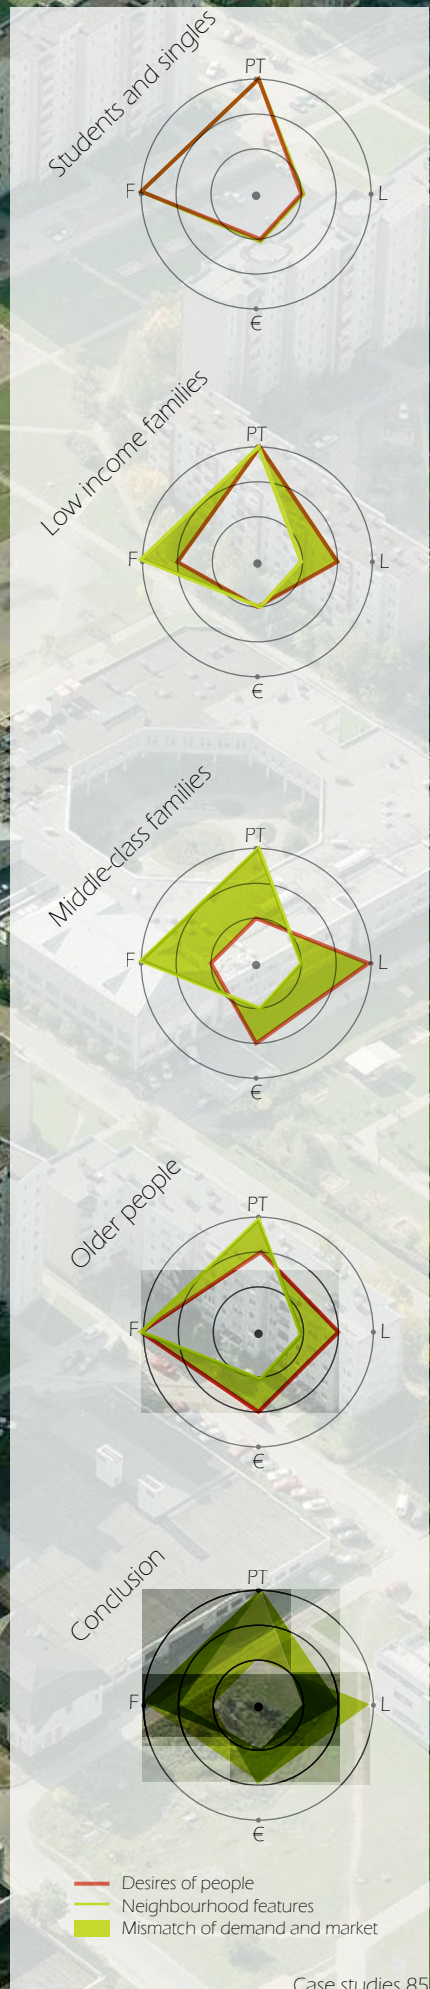 Students and singles
PT
F
L
€
Low income families
PT
F
L
€
Middle-class families
PT
F
L
€
Older people
PT
F
L
€
Conclusion
PT
F
L
€
Desires of people
Neighbourhood features
Mismatch of demand and market
Case studies 85